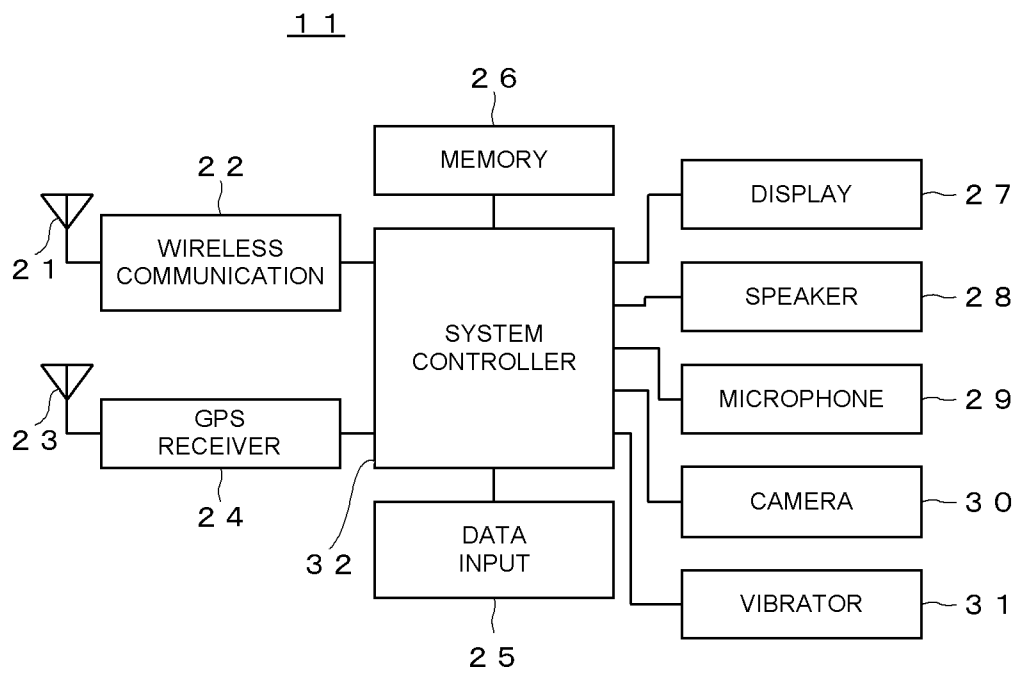 11
26
MEMORY
22
27
DISPLAY
21
WIRELESS
COMMUNICATION
28
SPEAKER
SYSTEM
CONTROLLER
29
MICROPHONE
23
GPS
RECEIVER
24
30
CAMERA
32
DATA
INPUT
31
VIBRATOR
25